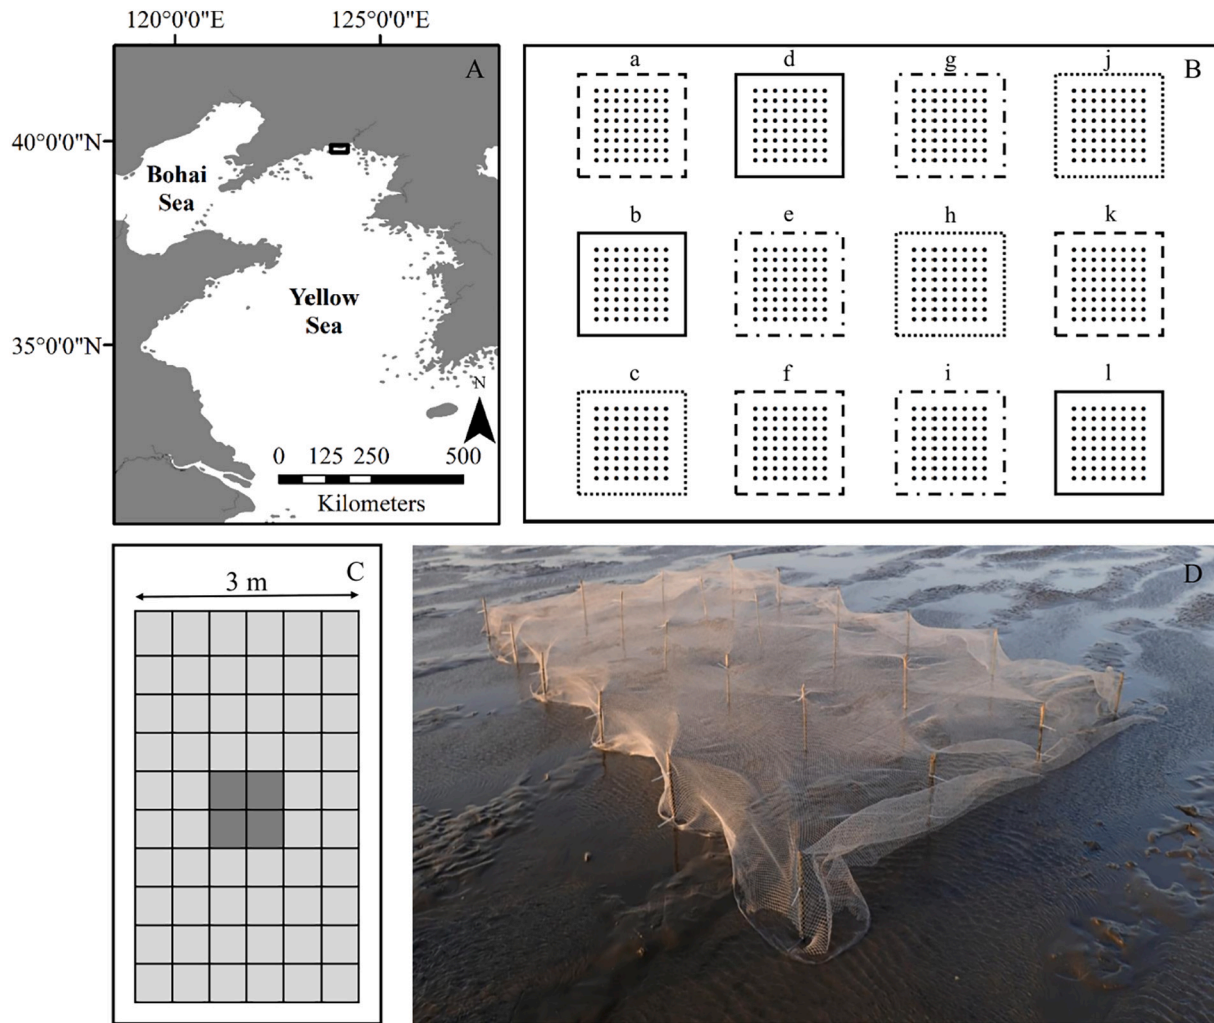 120°0'0"E 125°0'0"E
A
40°0'0"N
Bohai
Sea
Yellow
Sea
35°0'0"N
N
0 125 250 500
Kilometers
B
a d g j
b e h k
c f i l
C
3 m
D